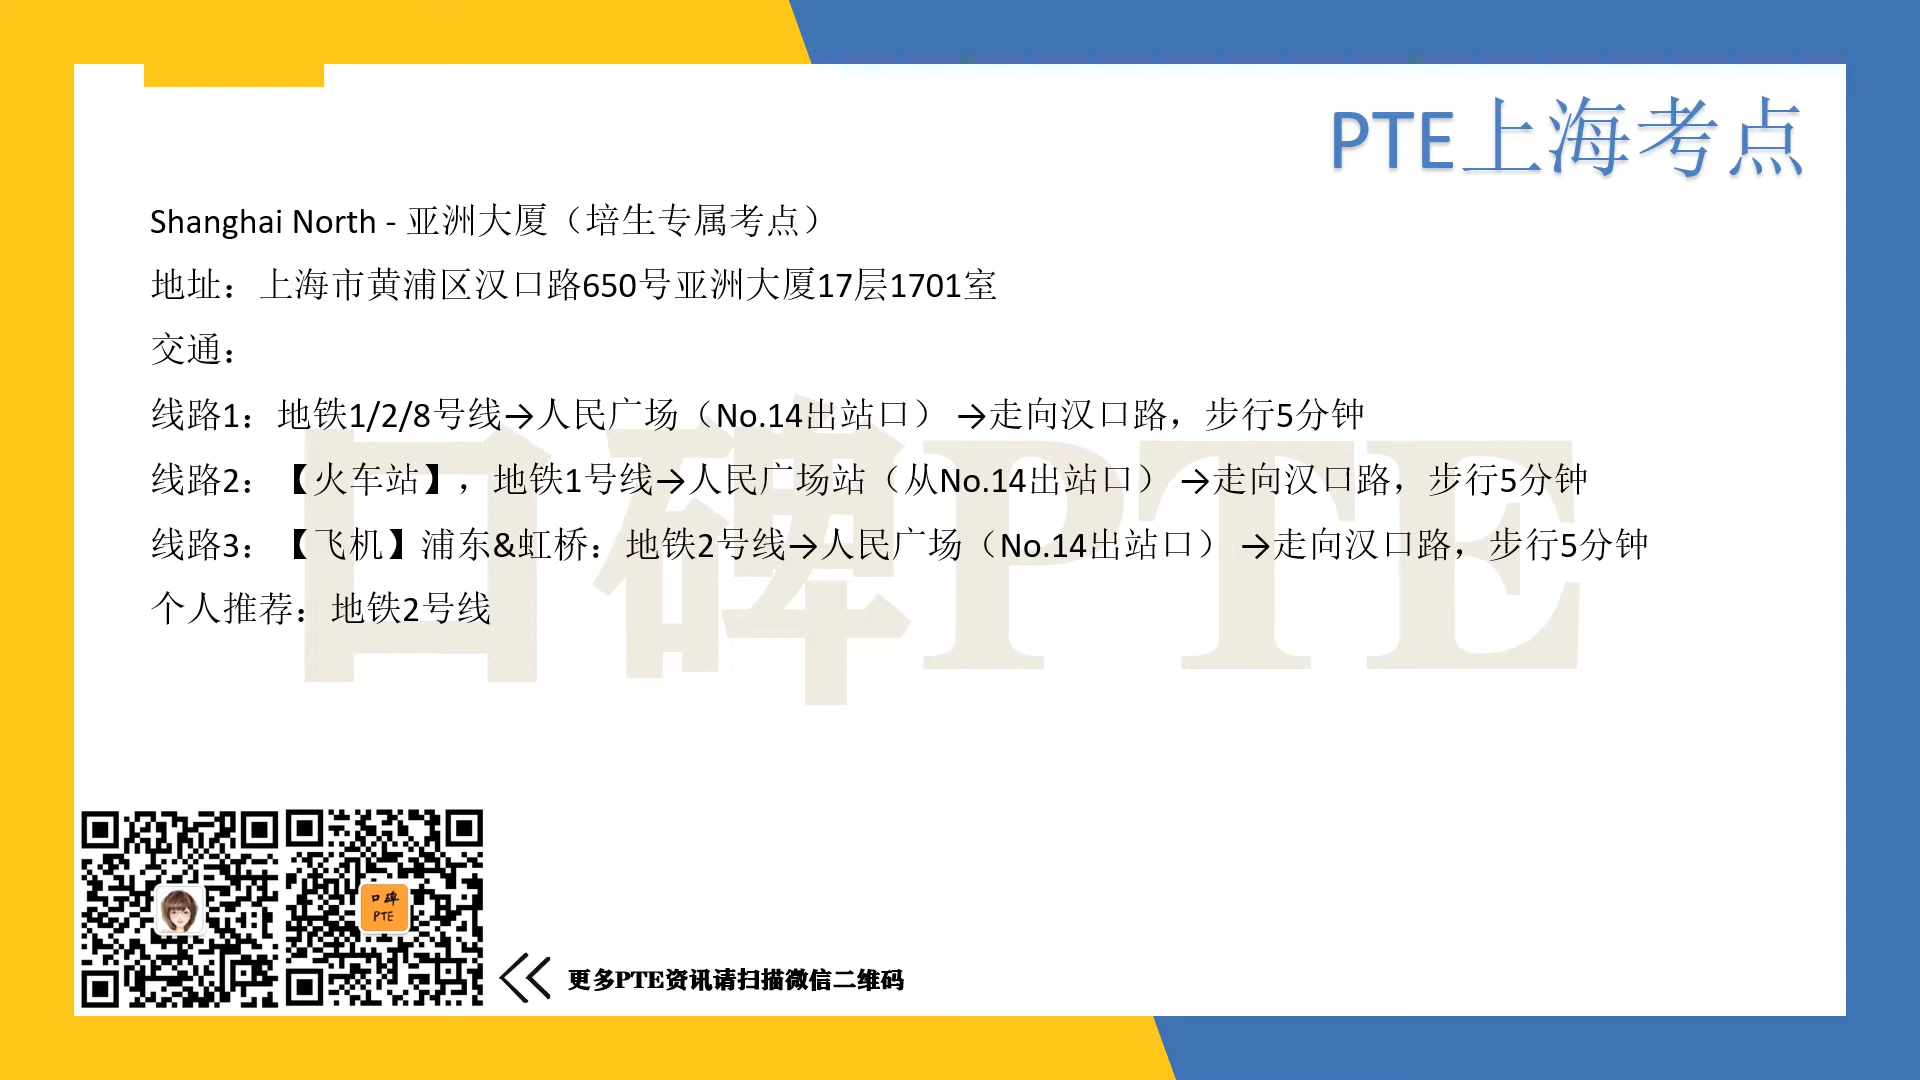 PTE上海考点
Shanghai North - 亚洲大厦（培生专属考点）
地址：上海市黄浦区汉口路650号亚洲大厦17层1701室
交通：
线路1：地铁1/2/8号线→人民广场（No.14出站口） →走向汉口路，步行5分钟
线路2：【火车站】，地铁1号线→人民广场站（从No.14出站口） →走向汉口路，步行5分钟
线路3：【飞机】浦东&虹桥：地铁2号线→人民广场（No.14出站口） →走向汉口路，步行5分钟
个人推荐：地铁2号线
口碑PTE
口碑
PTE
更多PTE资讯请扫描微信二维码